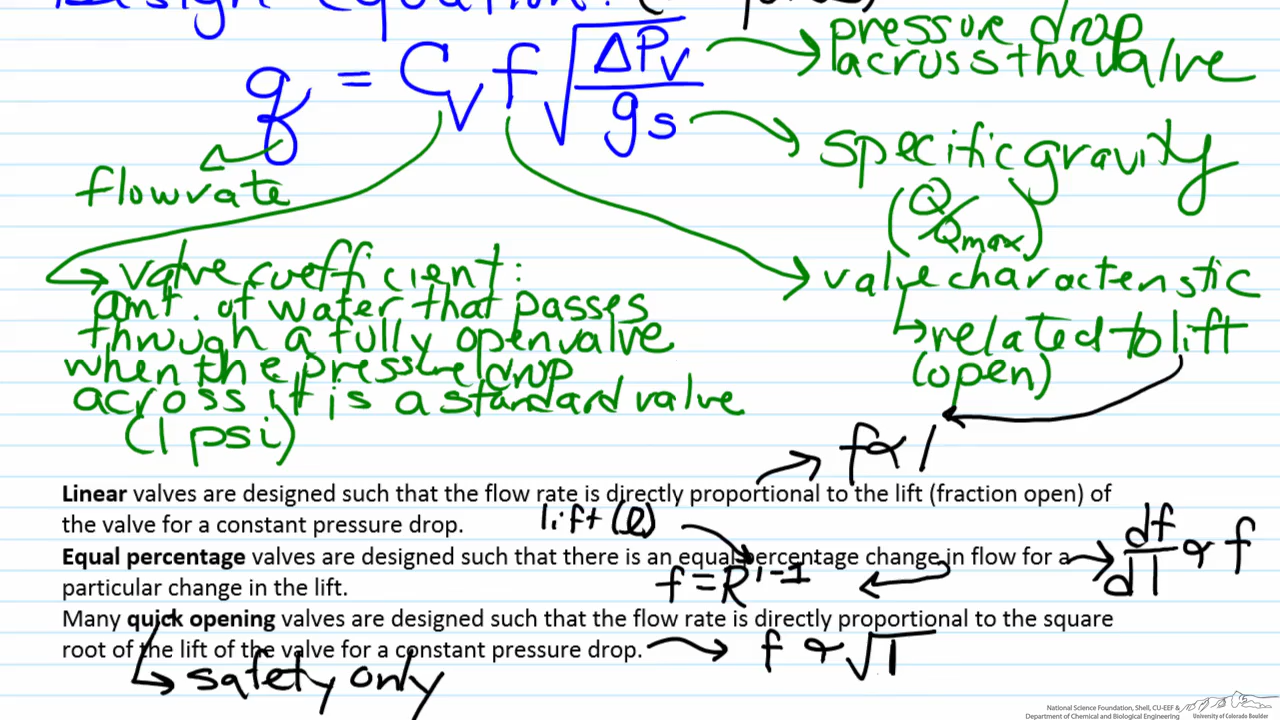 Design Equation:
q = Cv f √(ΔPv/gs)
pressure drop
across the valve
specific gravity
(Q/Qmax)
flowrate
valve coefficient:
amt. of water that passes
through a fully open valve
when the pressure drop
across it is a standard value
(1 psi)
valve characteristic
related to lift
(open)
f ∝ l
Linear valves are designed such that the flow rate is directly proportional to the lift (fraction open) of
the valve for a constant pressure drop.
lift (l)
Equal percentage valves are designed such that there is an equal percentage change in flow for a
particular change in the lift.
f = R^(l-1)
df/dl ∝ f
Many quick opening valves are designed such that the flow rate is directly proportional to the square
root of the lift of the valve for a constant pressure drop.
f ∝ √l
safety only
National Science Foundation, Shell, CU-EEF &
Department of Chemical and Biological Engineering
University of Colorado Boulder